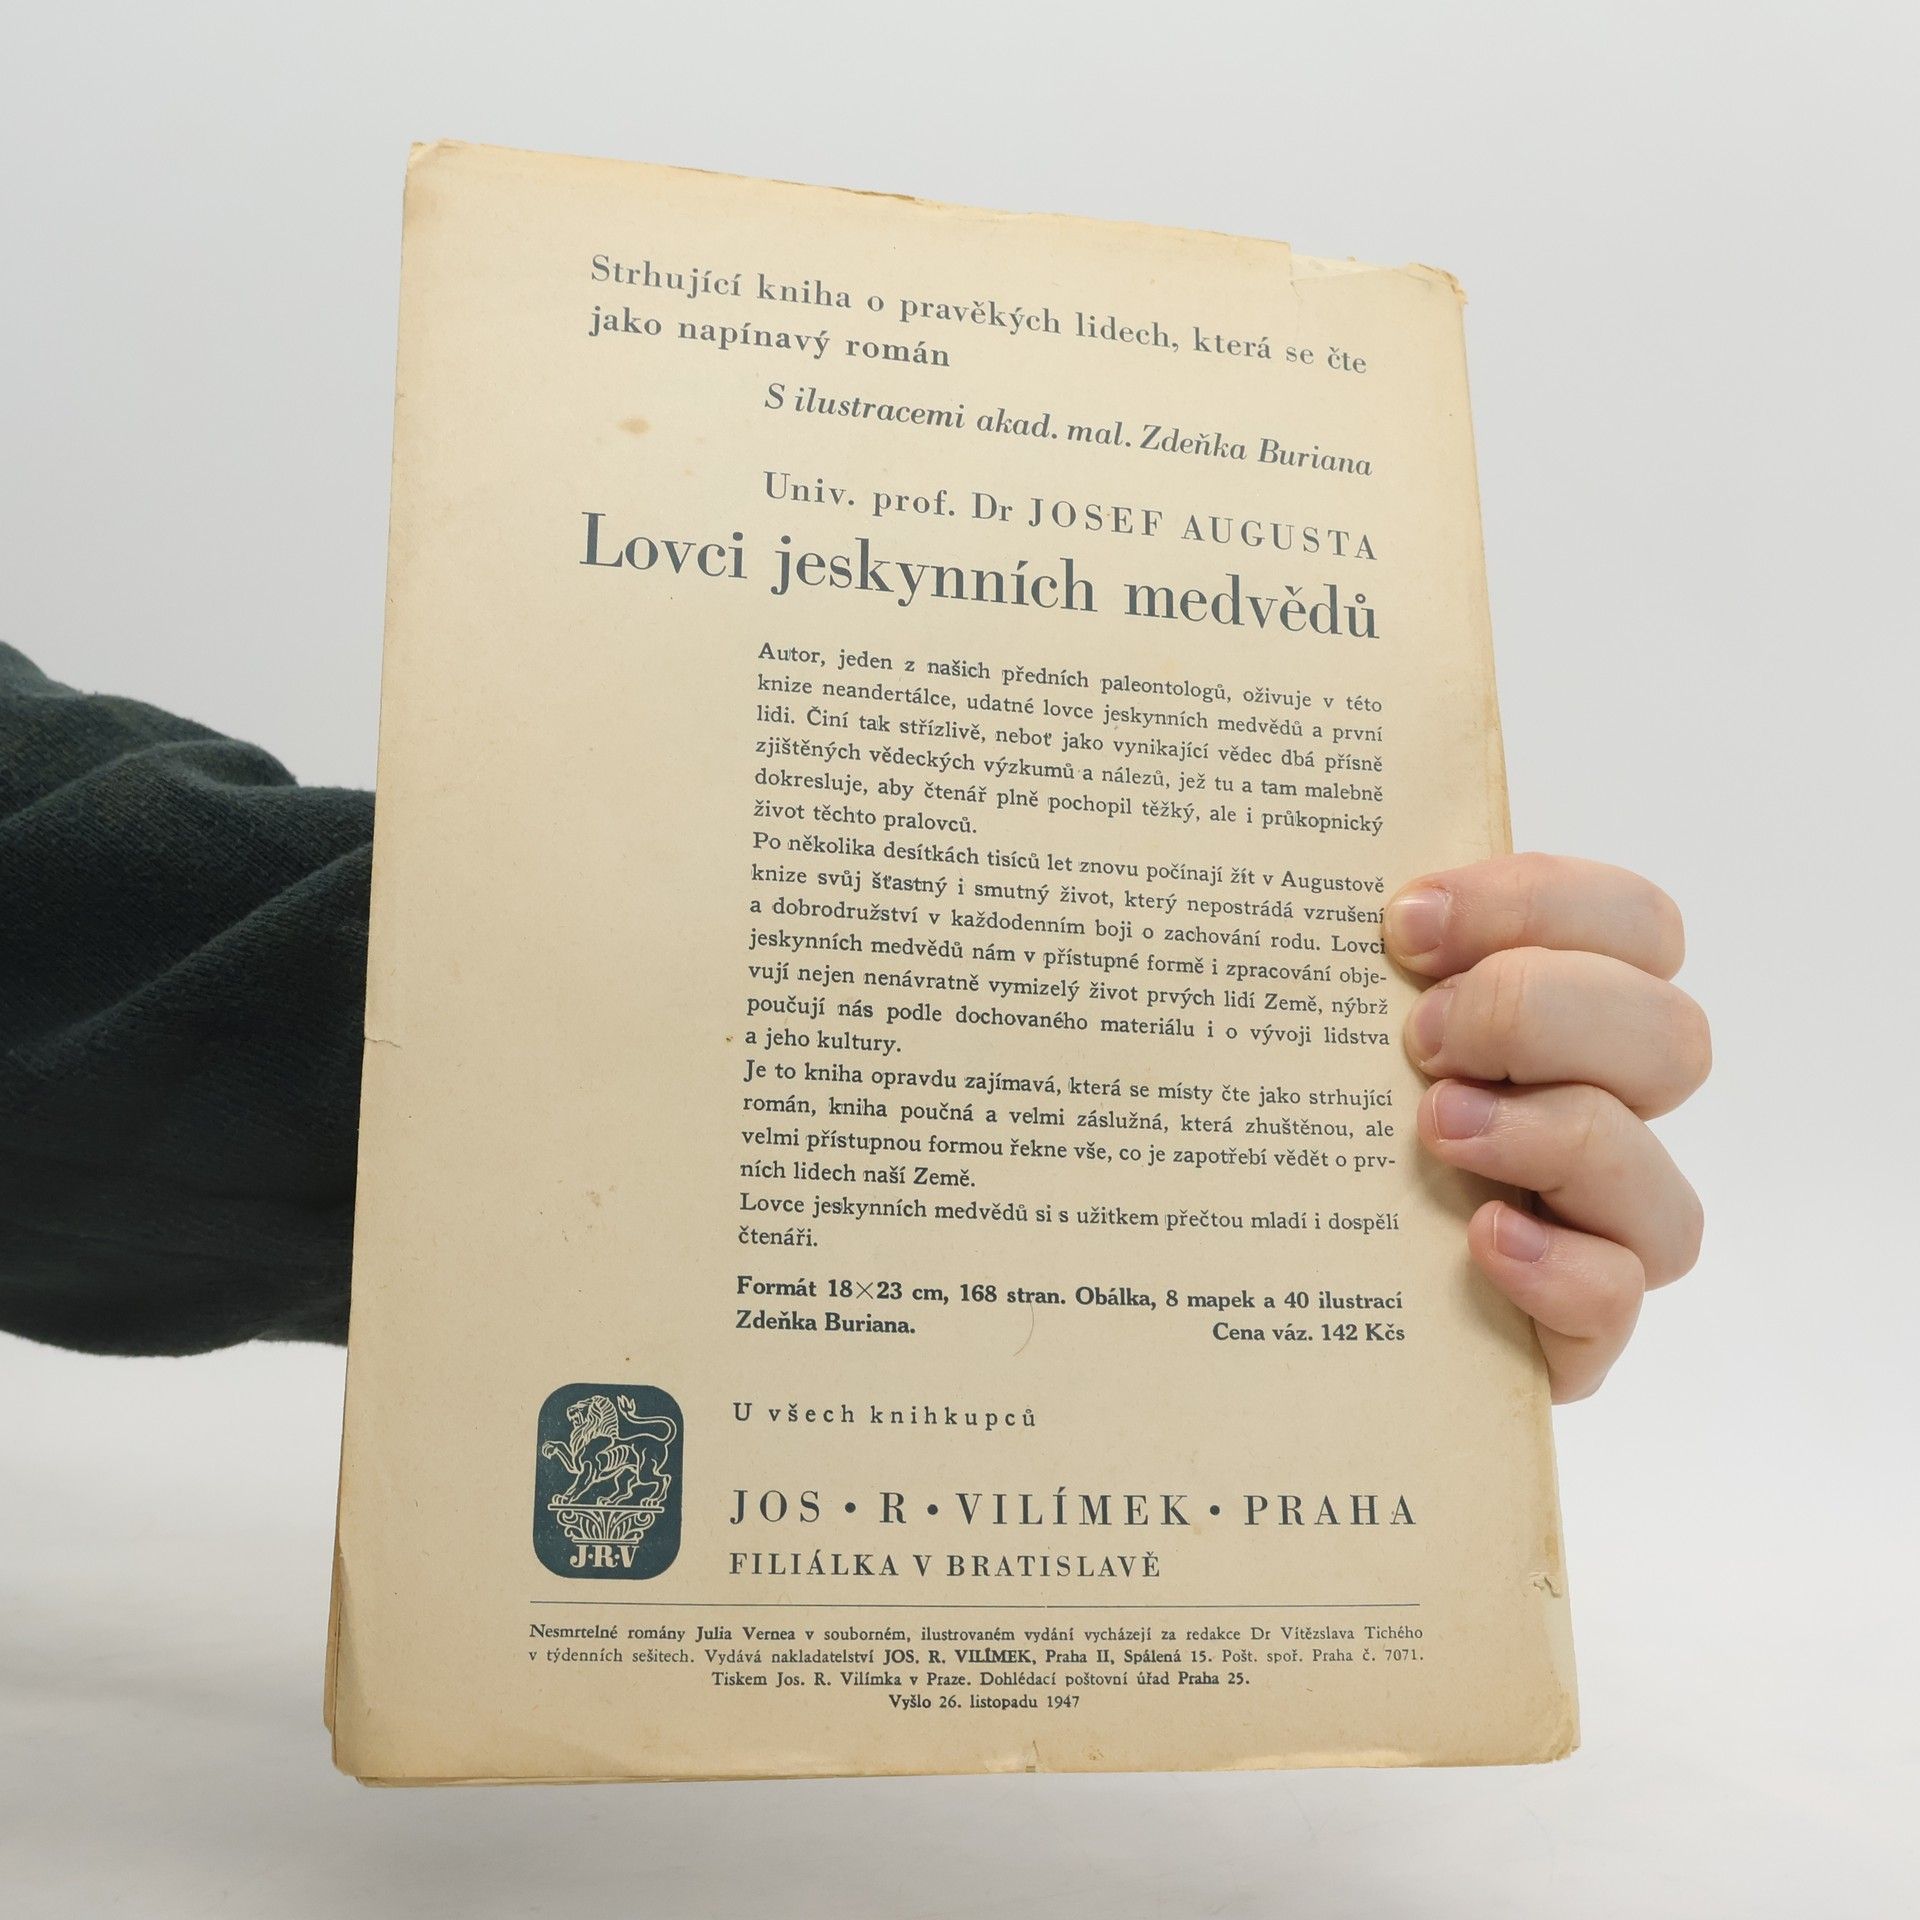 Strhující kniha o pravěkých lidech, která se čte
jako napínavý román
S ilustracemi akad. mal. Zdeňka Buriana
Univ. prof. Dr JOSEF AUGUSTA
Lovci jeskynních medvědů
Autor, jeden z našich předních paleontologů, oživuje v této
knize neandertálce, udatné lovce jeskynních medvědů a první
lidi. Činí tak střízlivě, neboť jako vynikající vědec dbá přísně
zjištěných vědeckých výzkumů a nálezů, jež tu a tam malebně
dokresluje, aby čtenář plně pochopil těžký, ale i průkopnický
život těchto pralovců.
Po několika desítkách tisíců let znovu počínají žít v Augustově
knize svůj šťastný i smutný život, který nepostrádá vzrušení
a dobrodružství v každodenním boji o zachování rodu. Lovci
jeskynních medvědů nám v přístupné formě i zpracování obje-
vují nejen nenávratně vymizelý život prvých lidí Země, nýbrž
poučují nás podle dochovaného materiálu i o vývoji lidstva
a jeho kultury.
Je to kniha opravdu zajímavá, která se místy čte jako strhující
román, kniha poučná a velmi záslužná, která zhuštěnou, ale
velmi přístupnou formou řekne vše, co je zapotřebí vědět o prv-
ních lidech naší Země.
Lovce jeskynních medvědů si s užitkem přečtou mladí i dospělí
čtenáři.
Formát 18×23 cm, 168 stran. Obálka, 8 mapek a 40 ilustrací
Zdeňka Buriana. Cena váz. 142 Kčs
U všech knihkupců
JOS • R • VILÍMEK • PRAHA
FILIÁLKA V BRATISLAVĚ
J·R·V
Nesmrtelné romány Julia Vernea v souborném, ilustrovaném vydání vycházejí za redakce Dr Vítězslava Tichého
v týdenních sešitech. Vydává nakladatelství JOS. R. VILÍMEK, Praha II, Spálená 15. Pošt. spoř. Praha č. 7071.
Tiskem Jos. R. Vilímka v Praze. Dohlédací poštovní úřad Praha 25.
Vyšlo 26. listopadu 1947